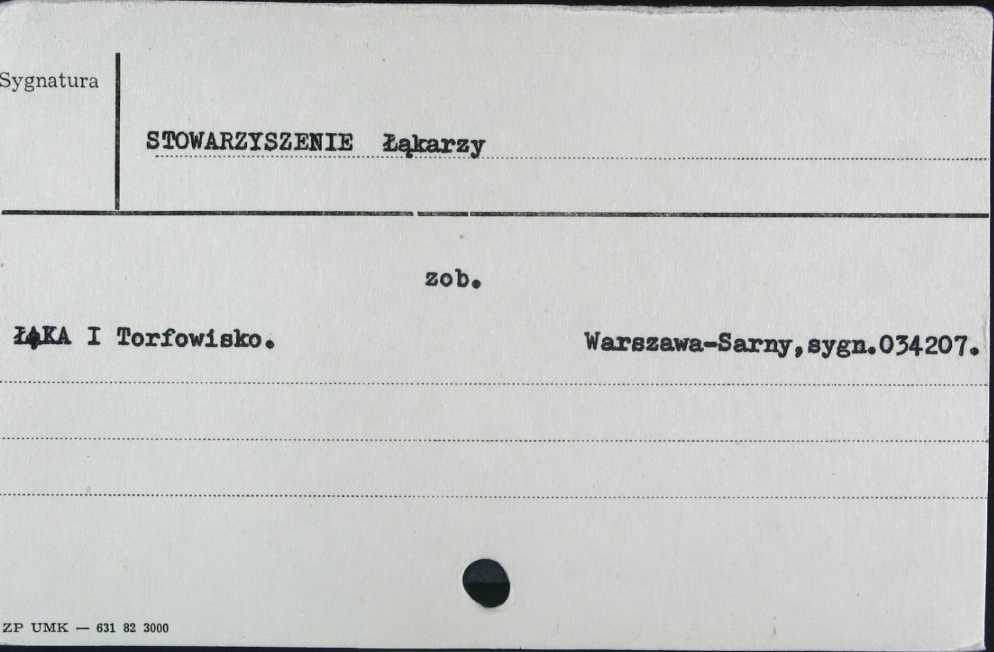 Sygnatura
STOWARZYSZENIE Łąkarzy
zob.
ŁĄKA I Torfowisko. Warszawa-Sarny,sygn.034207.
ZP UMK — 631 82 3000